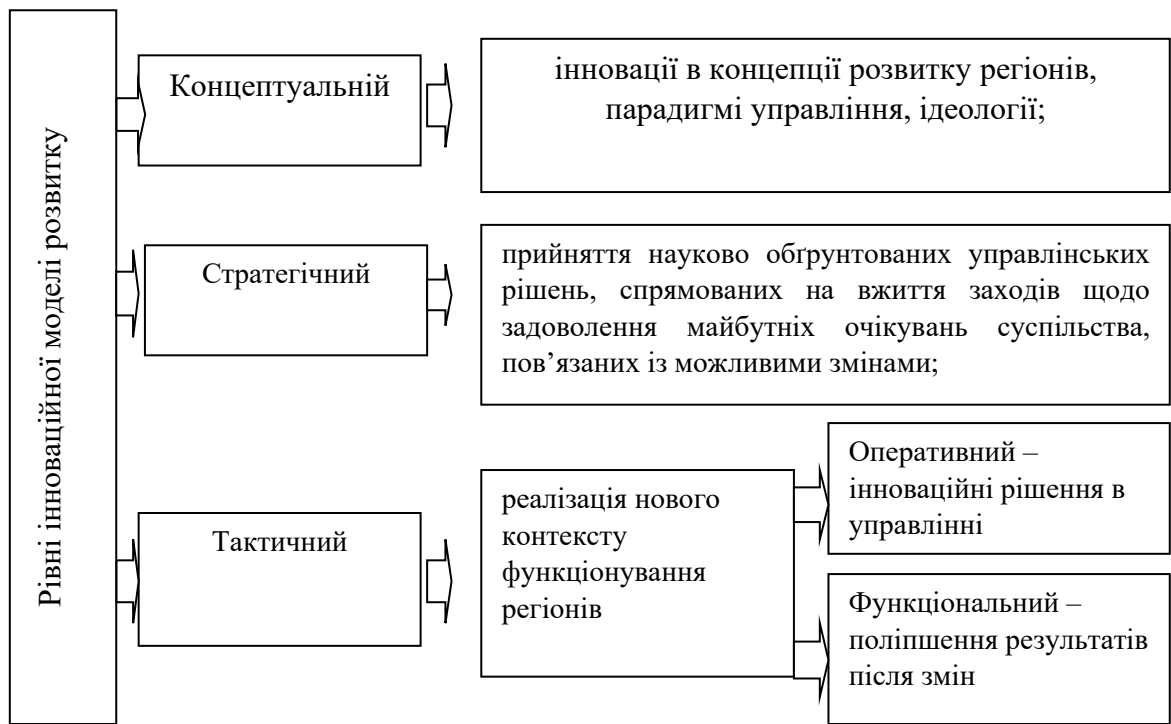 Рівні інноваційної моделі розвитку
Концептуальній
інновації в концепції розвитку регіонів,
парадигмі управління, ідеології;
Стратегічний
прийняття науково обґрунтованих управлінських
рішень, спрямованих на вжиття заходів щодо
задоволення майбутніх очікувань суспільства,
пов’язаних із можливими змінами;
Тактичний
реалізація нового
контексту
функціонування
регіонів
Оперативний –
інноваційні рішення в
управлінні
Функціональний –
поліпшення результатів
після змін